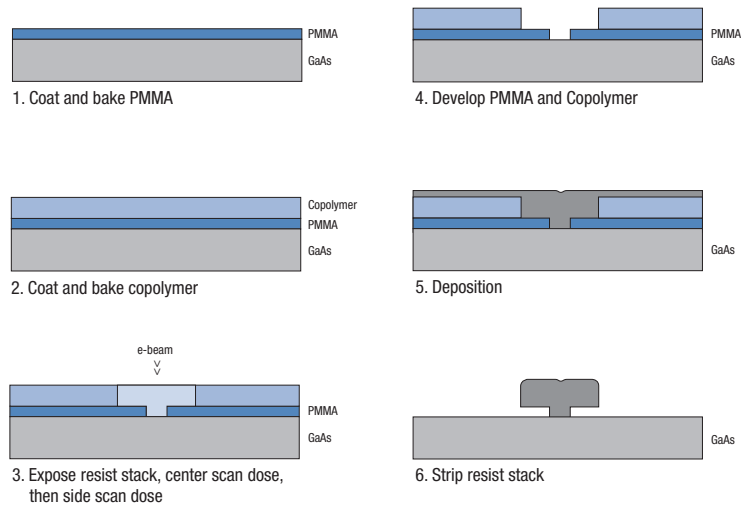 PMMA
GaAs
1. Coat and bake PMMA
Copolymer
PMMA
GaAs
2. Coat and bake copolymer
e-beam
PMMA
GaAs
3. Expose resist stack, center scan dose,
then side scan dose
PMMA
GaAs
4. Develop PMMA and Copolymer
GaAs
5. Deposition
GaAs
6. Strip resist stack